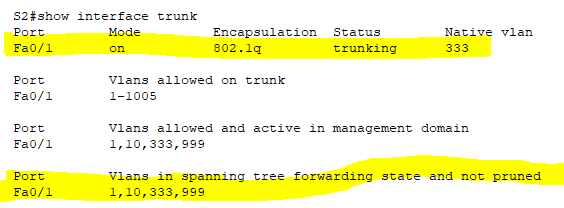 S2#show interface trunk
Port Mode Encapsulation Status Native vlan
Fa0/1 on 802.1q trunking 333
Port Vlans allowed on trunk
Fa0/1 1-1005
Port Vlans allowed and active in management domain
Fa0/1 1,10,333,999
Port Vlans in spanning tree forwarding state and not pruned
Fa0/1 1,10,333,999